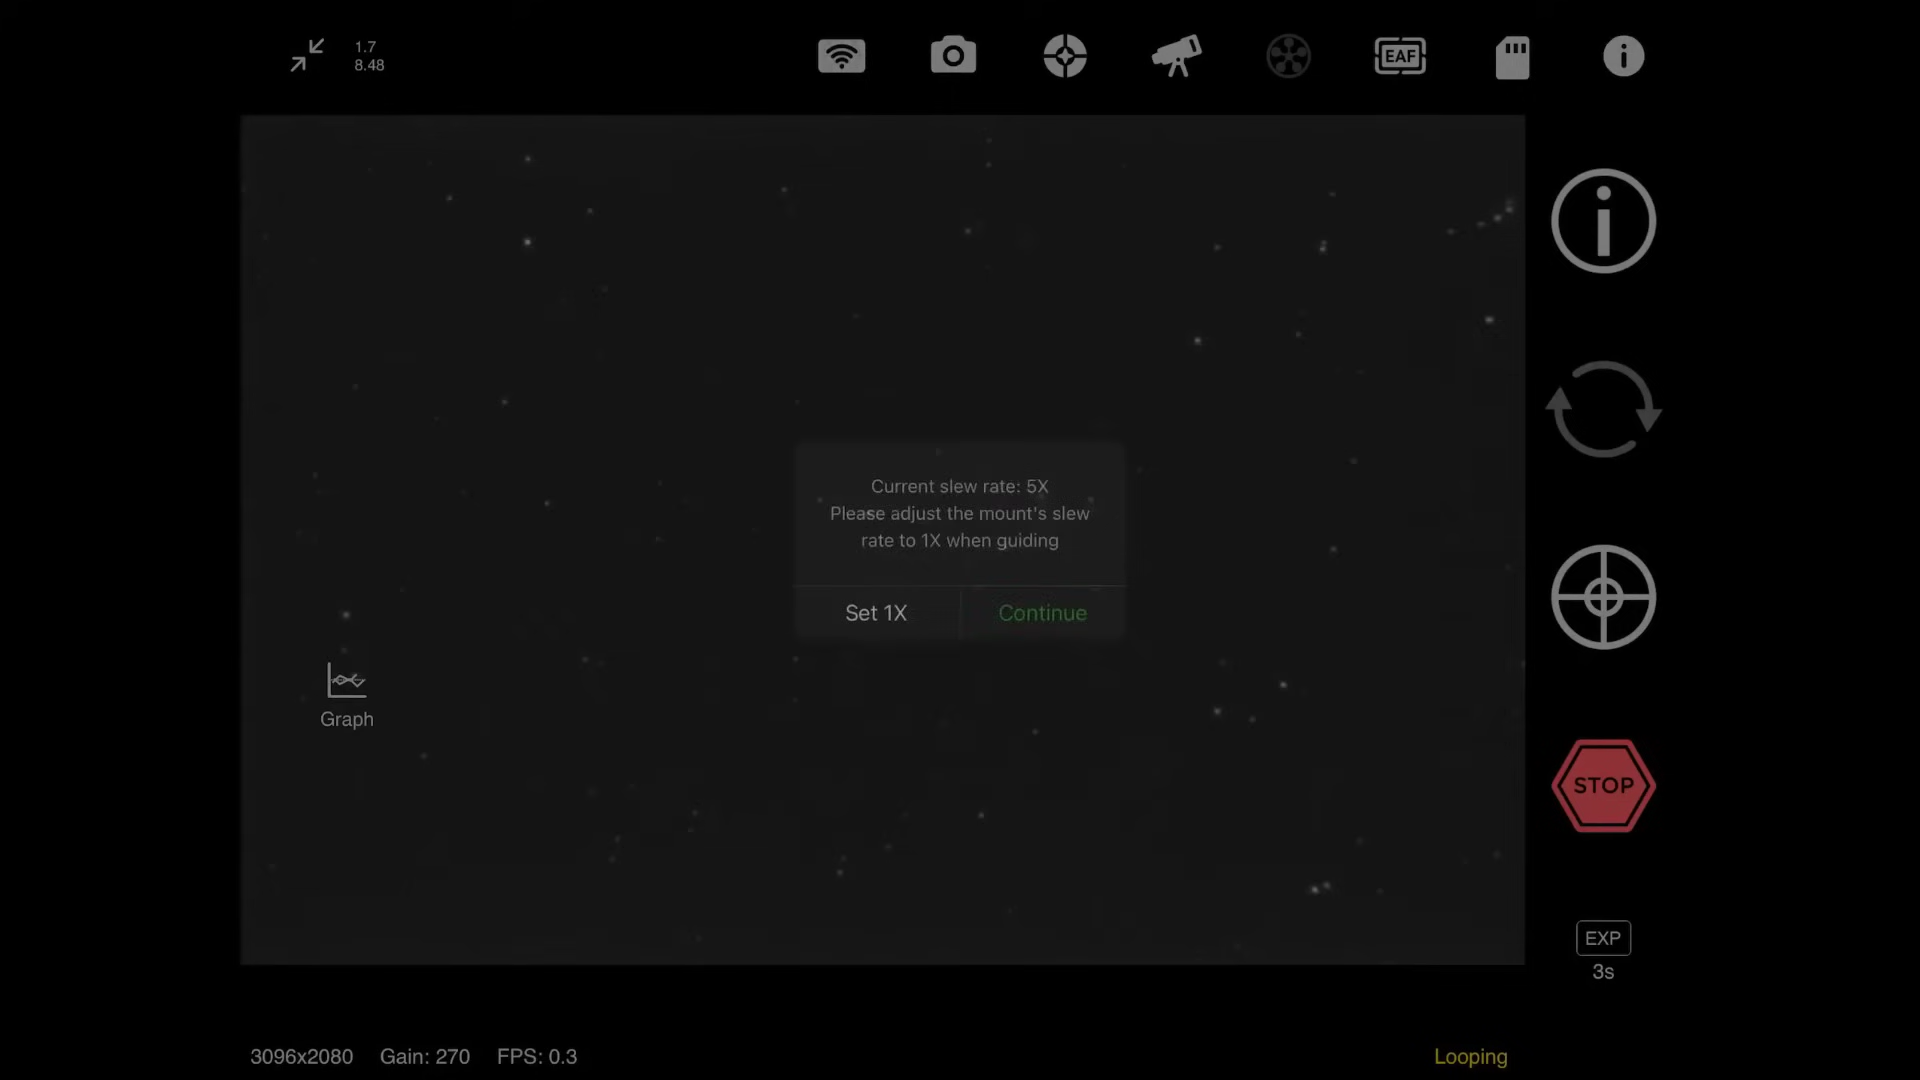 1.7
8.48
EAF
Current slew rate: 5X
Please adjust the mount's slew
rate to 1X when guiding
Set 1X
Continue
Graph
STOP
EXP
3s
3096x2080
Gain: 270
FPS: 0.3
Looping